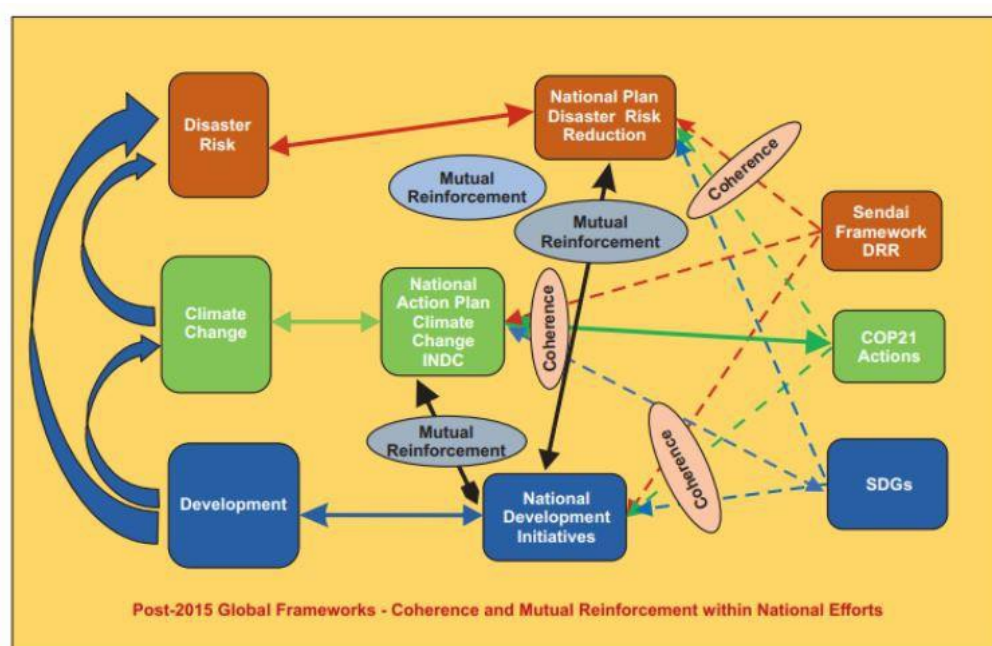 Disaster
Risk
National Plan
Disaster Risk
Reduction
Coherence
Mutual
Reinforcement
Mutual
Reinforcement
Sendai
Framework
DRR
Climate
Change
National
Action Plan
Climate
Change
INDC
Coherence
COP21
Actions
Mutual
Reinforcement
Coherence
Development
National
Development
Initiatives
SDGs
Post-2015 Global Frameworks - Coherence and Mutual Reinforcement within National Efforts